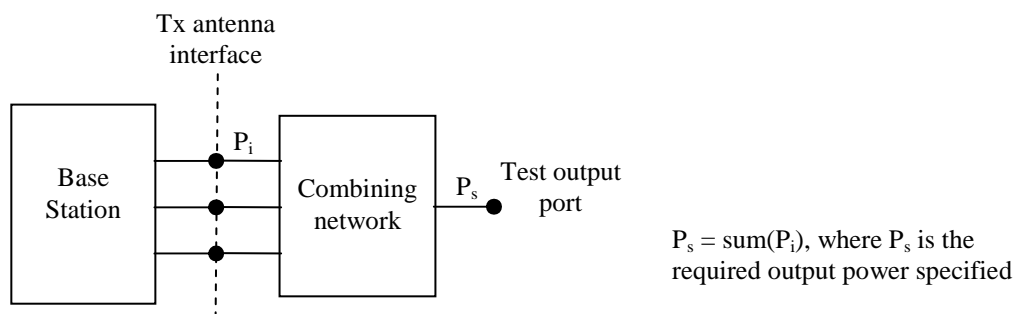 Tx antenna
interface
P_i
Base
Station
Combining
network
P_s
Test output
port
P_s = sum(P_i), where P_s is the
required output power specified